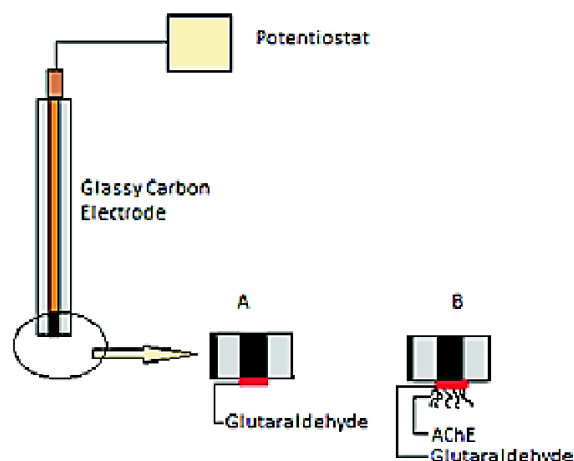 Potentiostat
Glassy Carbon
Electrode
A
B
Glutaraldehyde
AChE
Glutaraldehyde